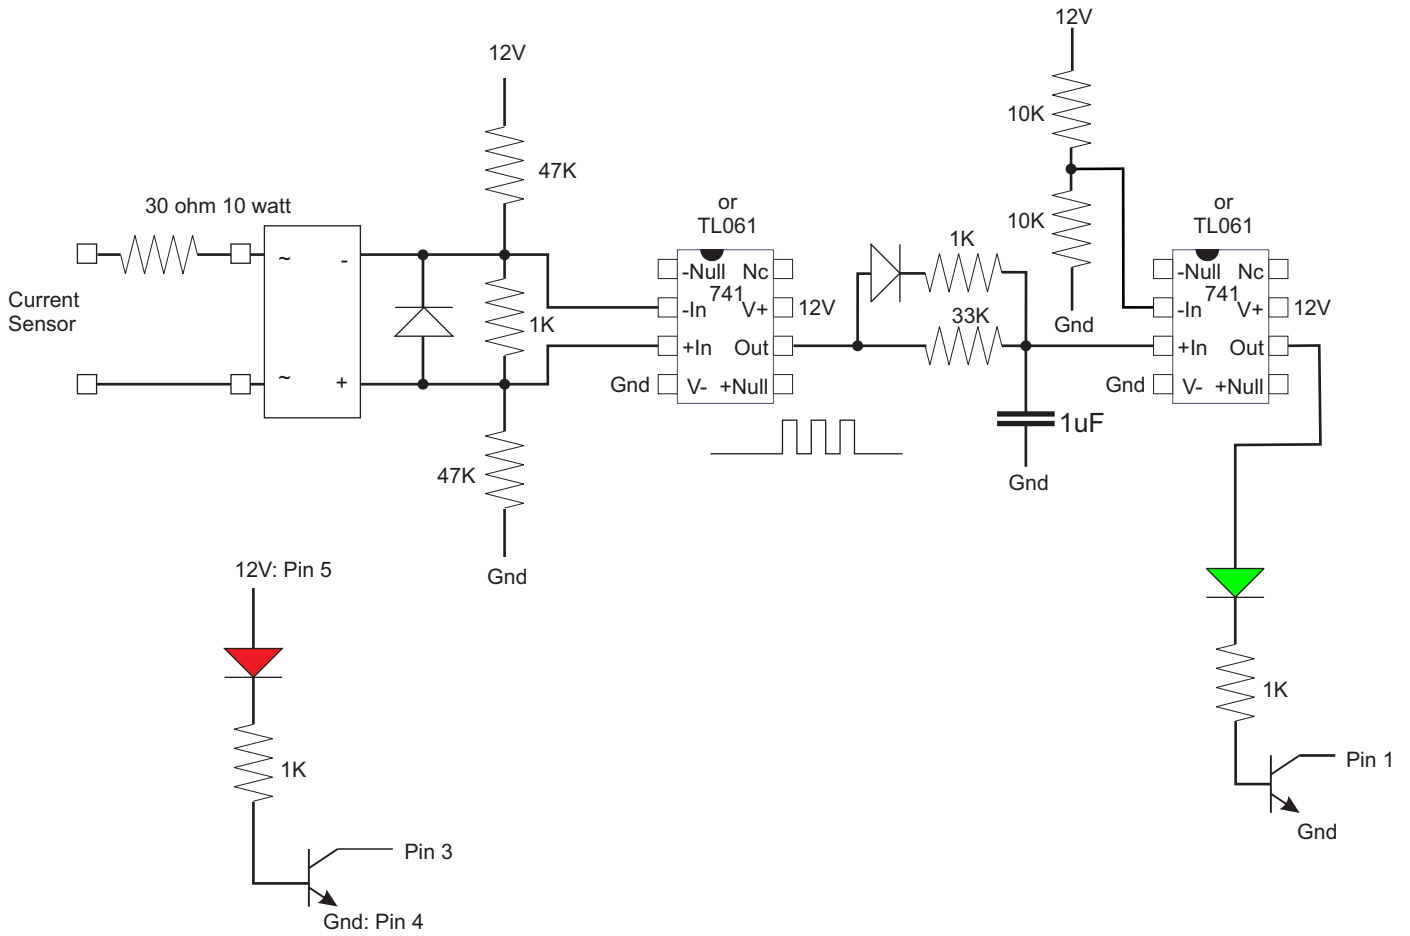 12V
12V
47K
10K
30 ohm 10 watt
10K
or
TL061
or
TL061
~
-
Current
Sensor
1K
~
+
-Null Nc
741
-In V+
+In Out
V- +Null
12V
Gnd
1K
33K
Gnd
1uF
Gnd
-Null Nc
741
-In V+
+In Out
V- +Null
12V
Gnd
47K
Gnd
12V: Pin 5
1K
Pin 3
Gnd: Pin 4
1K
Pin 1
Gnd